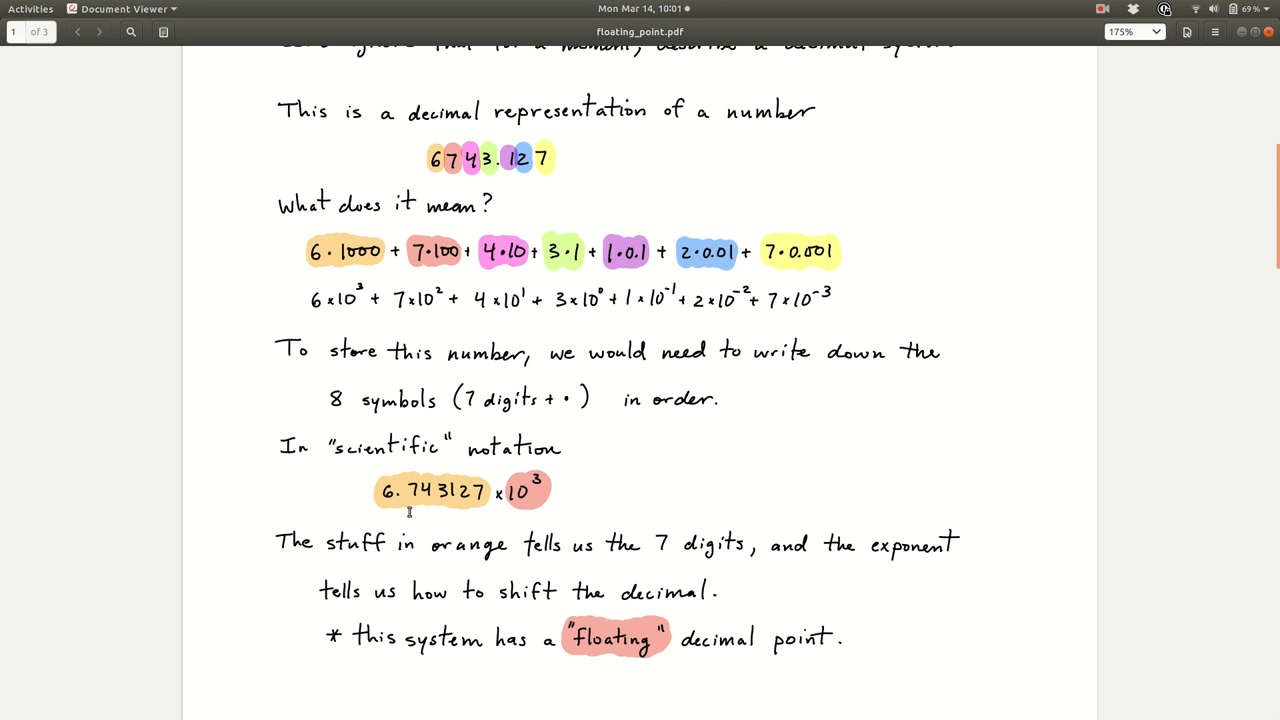 Activities
Document Viewer
Mon Mar 14, 10:01
69%
1 of 3
floating_point.pdf
175%
This is a decimal representation of a number
6743.127
What does it mean?
6·1000 + 7·100 + 4·10 + 3·1 + 1·0.1 + 2·0.01 + 7·0.001
6×10³ + 7×10² + 4×10¹ + 3×10⁰ + 1×10⁻¹ + 2×10⁻² + 7×10⁻³
To store this number, we would need to write down the
8 symbols (7 digits + ·) in order.
In "scientific" notation
6.743127×10³
The stuff in orange tells us the 7 digits, and the exponent
tells us how to shift the decimal.
* this system has a "floating" decimal point.